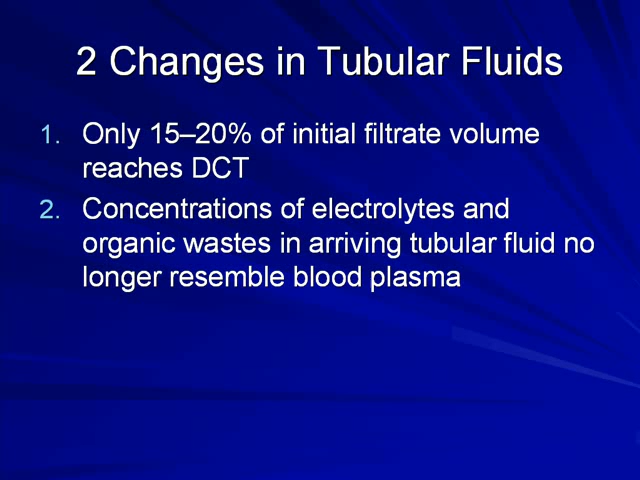 2 Changes in Tubular Fluids
1. Only 15–20% of initial filtrate volume
reaches DCT
2. Concentrations of electrolytes and
organic wastes in arriving tubular fluid no
longer resemble blood plasma